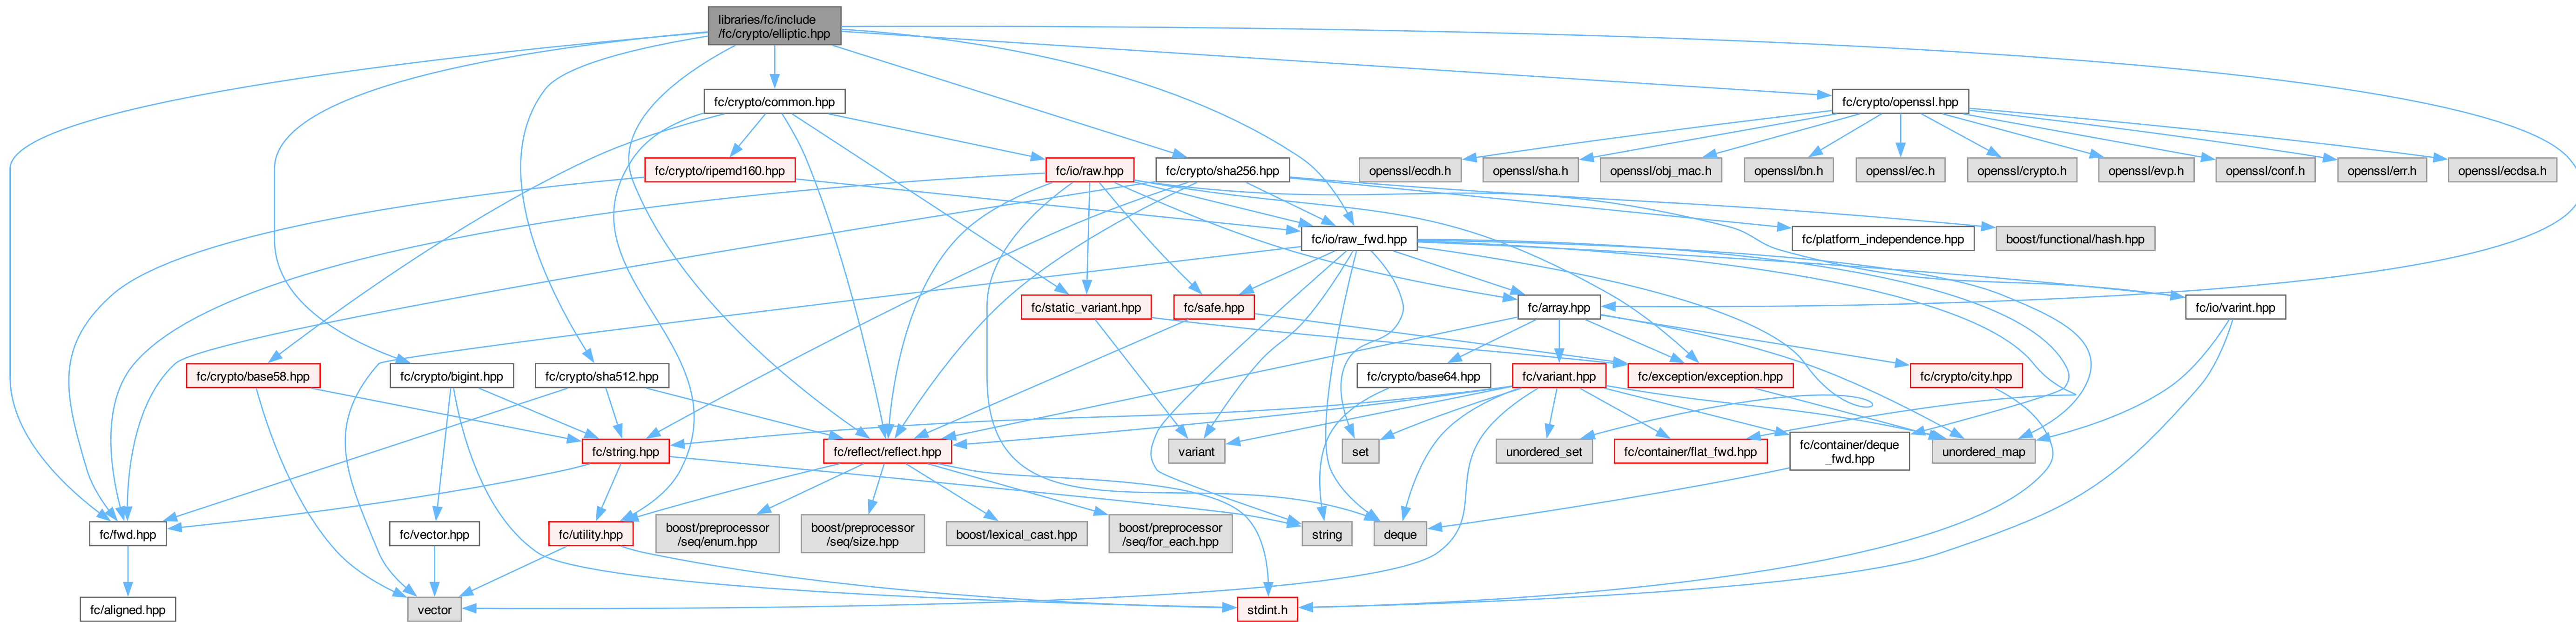 libraries/fc/include
/fc/crypto/elliptic.hpp
fc/crypto/common.hpp
fc/crypto/openssl.hpp
fc/crypto/ripemd160.hpp
fc/io/raw.hpp
fc/crypto/sha256.hpp
openssl/ecdh.h
openssl/sha.h
openssl/obj_mac.h
openssl/bn.h
openssl/ec.h
openssl/crypto.h
openssl/evp.h
openssl/conf.h
openssl/err.h
openssl/ecdsa.h
fc/io/raw_fwd.hpp
fc/platform_independence.hpp
boost/functional/hash.hpp
fc/static_variant.hpp
fc/safe.hpp
fc/array.hpp
fc/io/varint.hpp
fc/crypto/base58.hpp
fc/crypto/bigint.hpp
fc/crypto/sha512.hpp
fc/crypto/base64.hpp
fc/variant.hpp
fc/exception/exception.hpp
fc/crypto/city.hpp
fc/string.hpp
fc/reflect/reflect.hpp
variant
set
unordered_set
fc/container/flat_fwd.hpp
fc/container/deque
_fwd.hpp
unordered_map
fc/fwd.hpp
fc/vector.hpp
fc/utility.hpp
boost/preprocessor
/seq/enum.hpp
boost/preprocessor
/seq/size.hpp
boost/lexical_cast.hpp
boost/preprocessor
/seq/for_each.hpp
string
deque
fc/aligned.hpp
vector
stdint.h